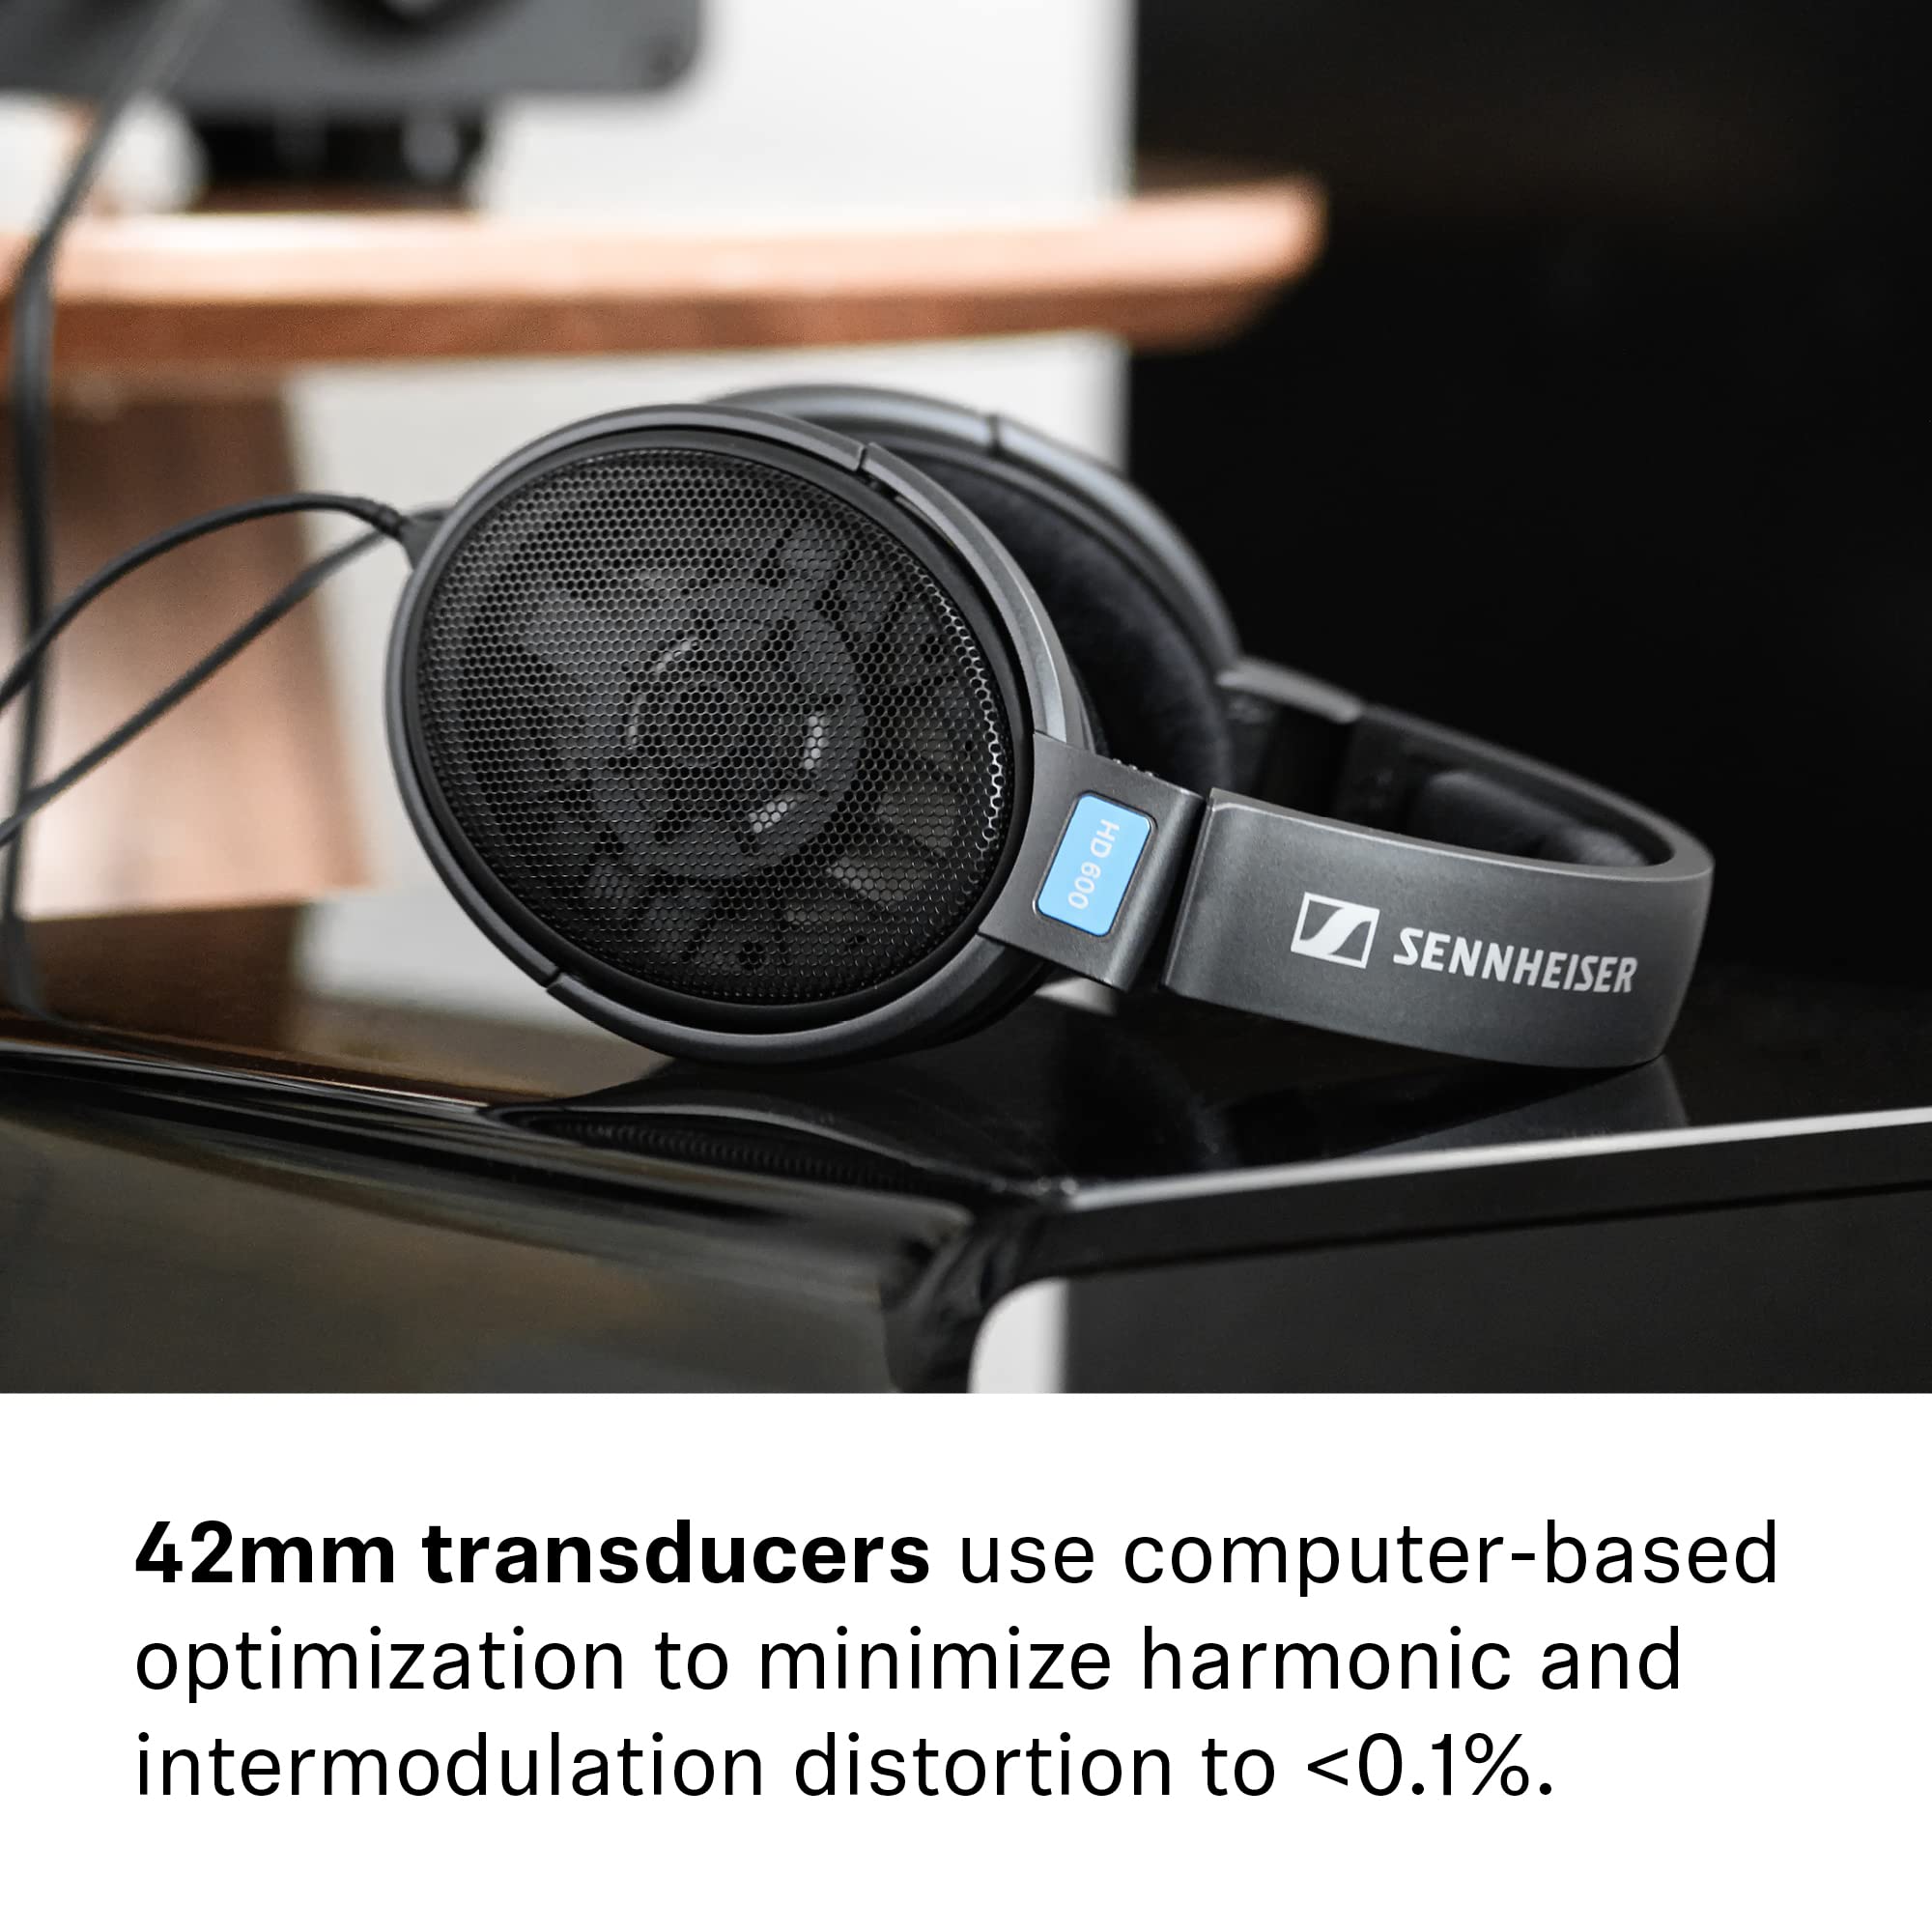 HD 600
SENNHEISER
42mm transducers use computer-based
optimization to minimize harmonic and
intermodulation distortion to <0.1%.